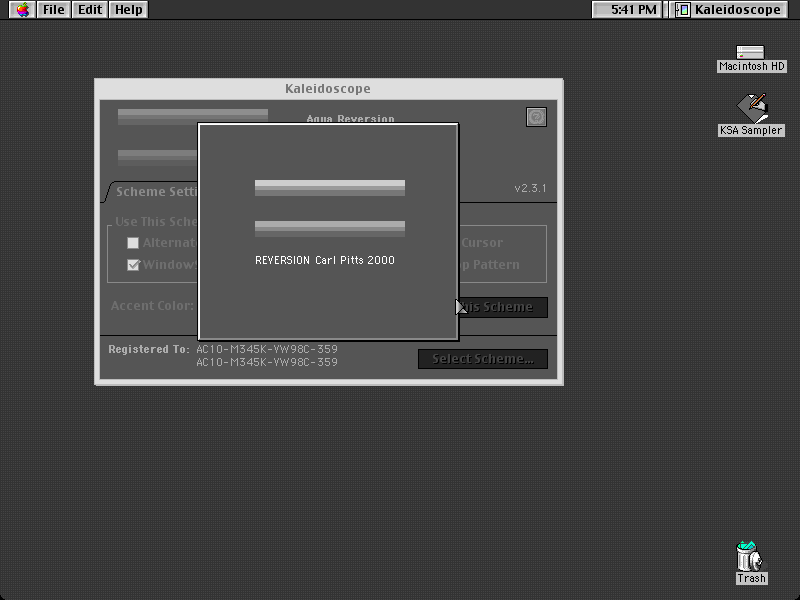 File Edit Help
5:41 PM Kaleidoscope
Macintosh HD
KSA Sampler
Kaleidoscope
Aqua Reversion
v2.3.1
Scheme Setti
Use This Sche
Alternat
Cursor
Window
p Pattern
Accent Color:
his Scheme
REVERSION Carl Pitts 2000
Registered To: AC10-M345K-YW98C-359
AC10-M345K-YW98C-359
Select Scheme...
Trash